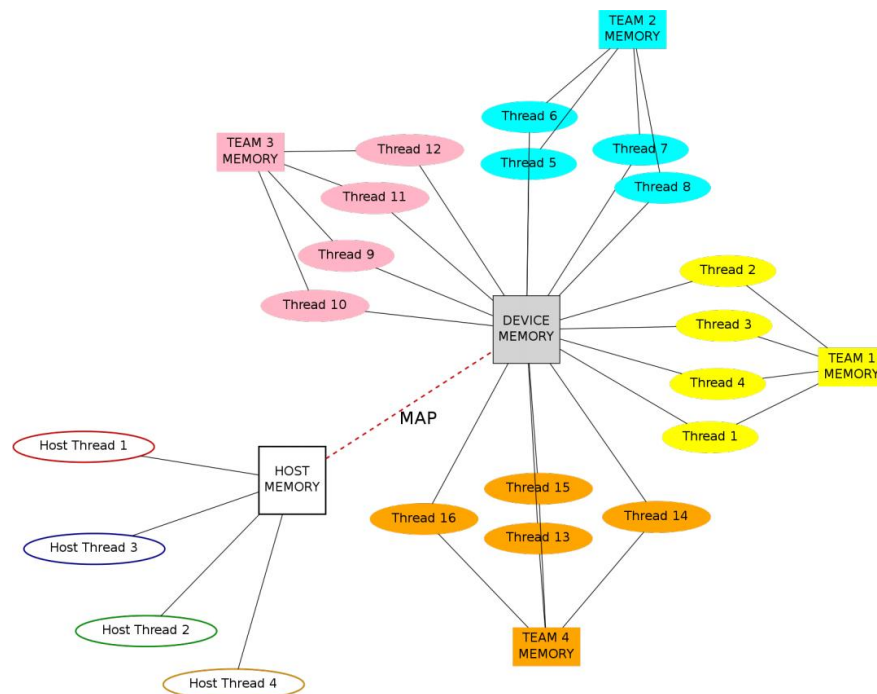 TEAM 2
MEMORY
Thread 6
TEAM 3
MEMORY
Thread 12
Thread 5
Thread 7
Thread 8
Thread 11
Thread 9
Thread 2
Thread 10
DEVICE
MEMORY
Thread 3
TEAM 1
MEMORY
Thread 4
MAP
Thread 1
Host Thread 1
HOST
MEMORY
Thread 15
Thread 16
Thread 14
Thread 13
Host Thread 3
Host Thread 2
TEAM 4
MEMORY
Host Thread 4